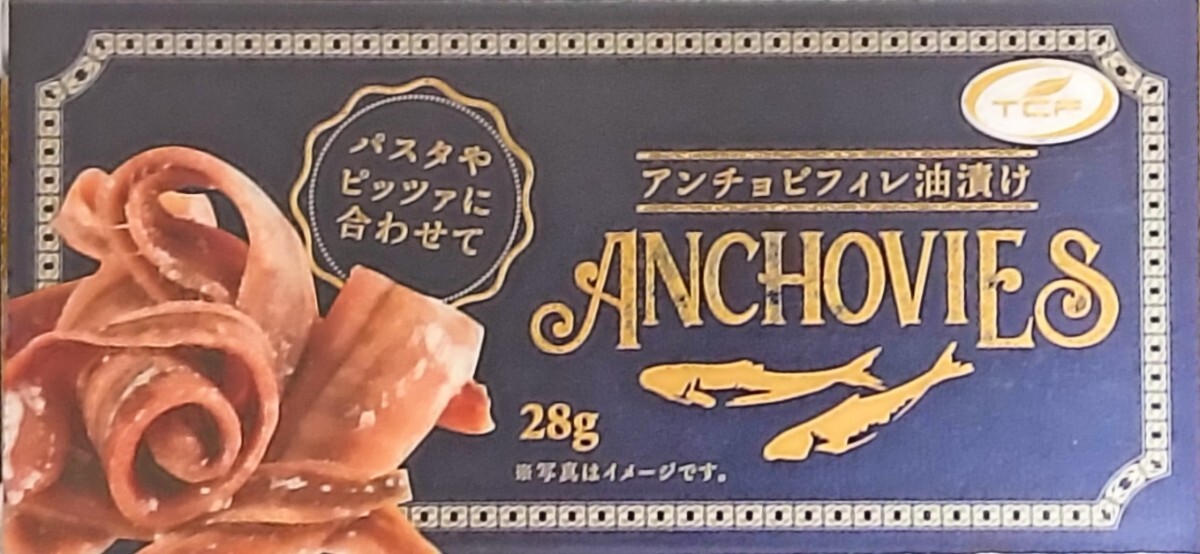 パスタや
ピッツァに
合わせて
TCF
アンチョビフィレ油漬け
ANCHOVIES
28g
※写真はイメージです。